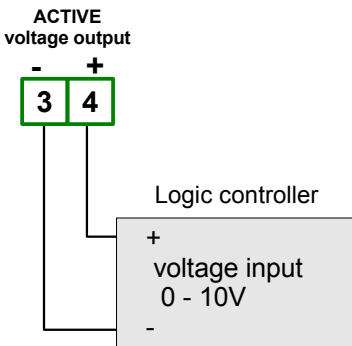 ACTIVE
voltage output
- +
3 4
Logic controller
+
voltage input
0 - 10V
-